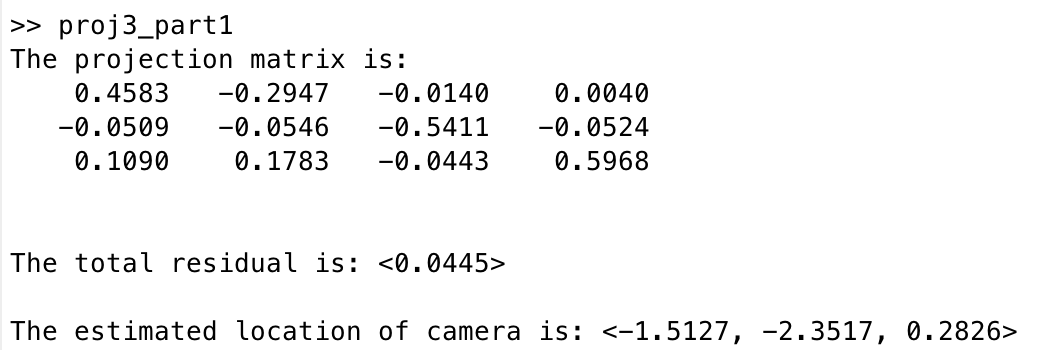 >> proj3_part1
The projection matrix is:
0.4583 -0.2947 -0.0140 0.0040
-0.0509 -0.0546 -0.5411 -0.0524
0.1090 0.1783 -0.0443 0.5968
The total residual is: <0.0445>
The estimated location of camera is: <-1.5127, -2.3517, 0.2826>